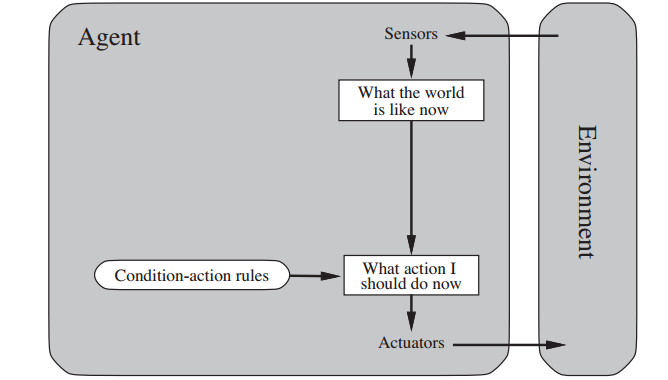 Agent
Sensors
What the world
is like now
Condition-action rules
What action I
should do now
Actuators
Environment